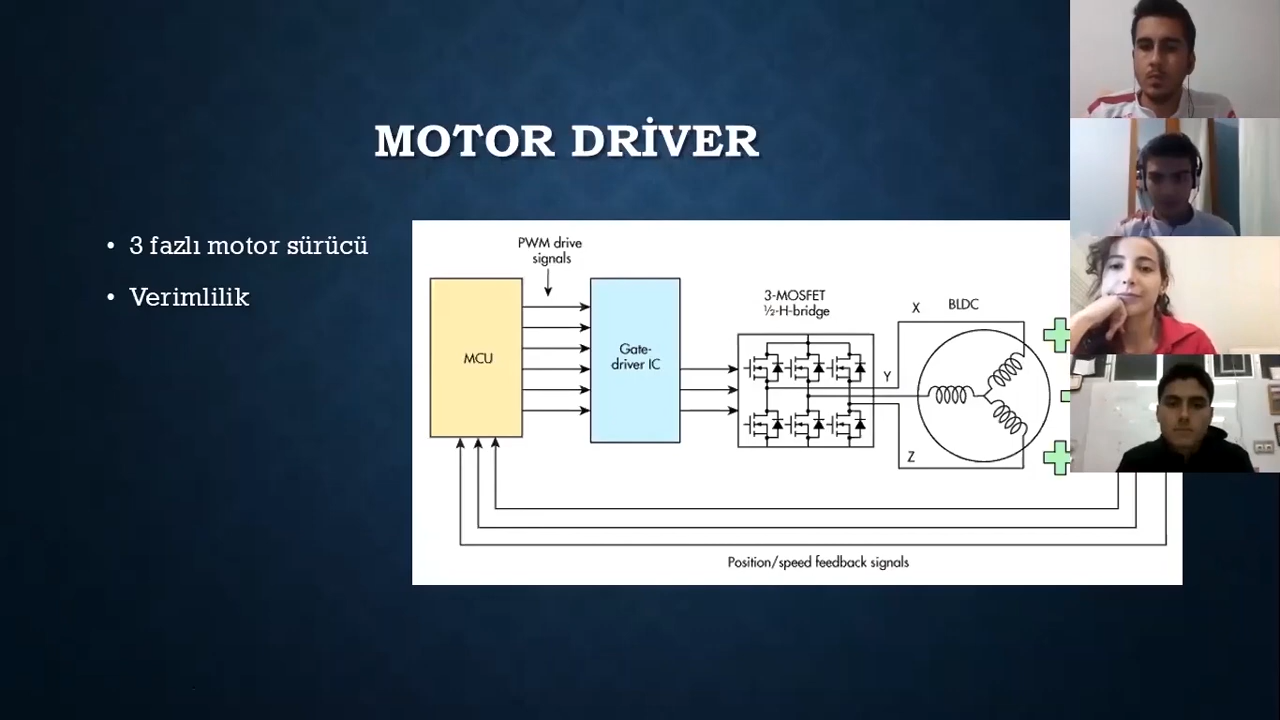 MOTOR DRİVER
• 3 fazlı motor sürücü
• Verimlilik
PWM drive
signals
MCU
Gate-
driver IC
3-MOSFET
½-H-bridge
X
BLDC
Y
Z
Position/speed feedback signals